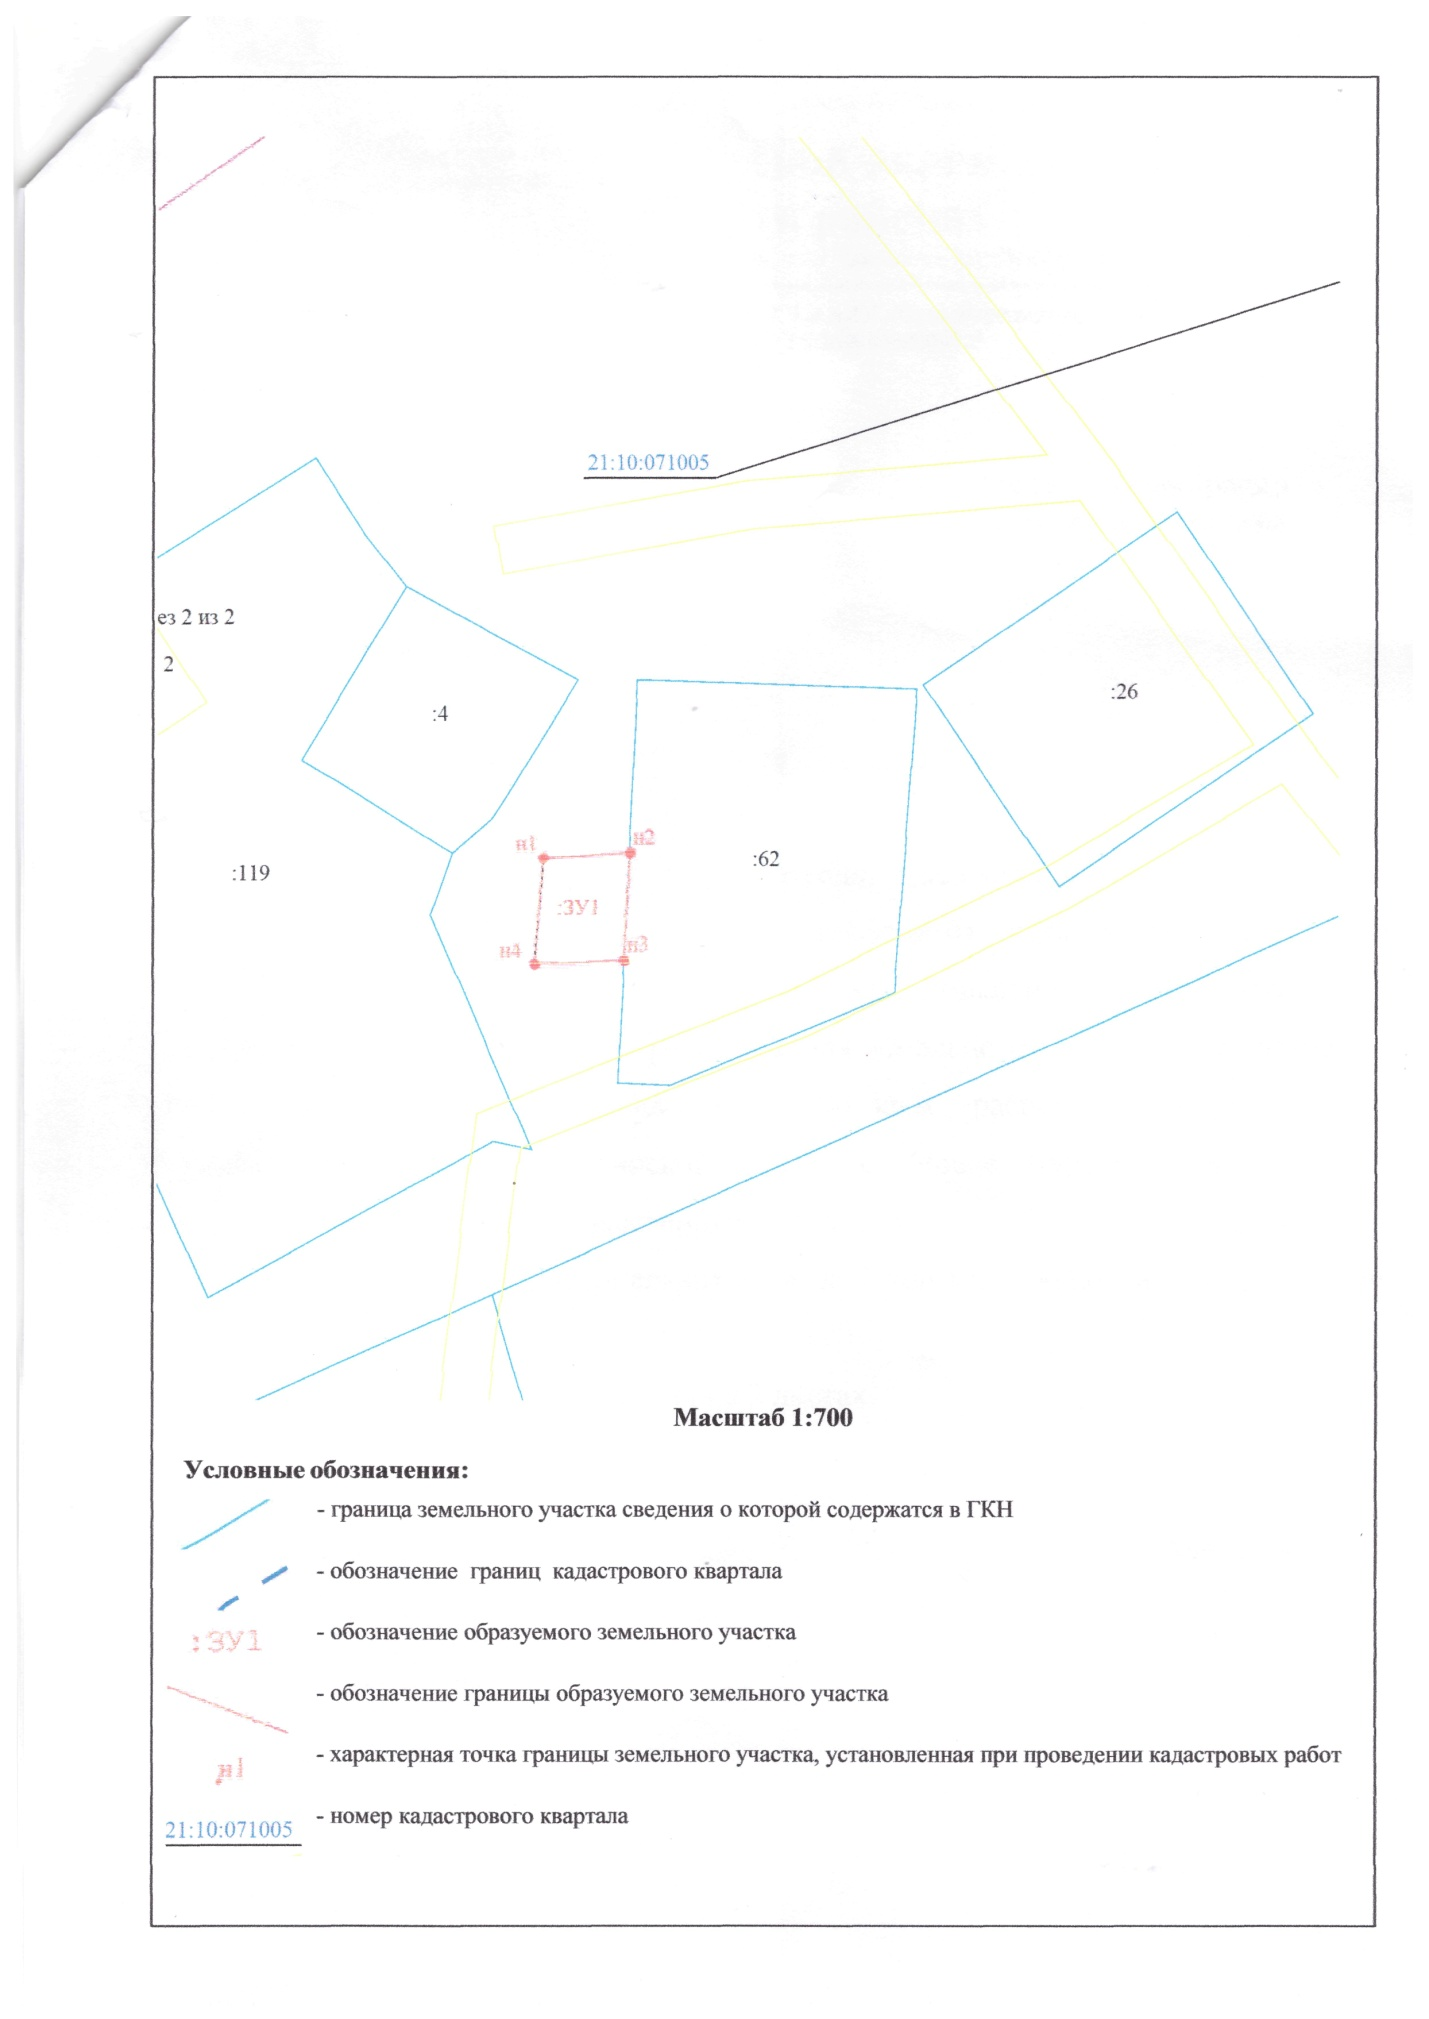 21:10:071005
ез 2 из 2
2
:4
:26
:119
:62
н1
н2
:ЗУ1
н4
н3
Масштаб 1:700
Условные обозначения:
- граница земельного участка сведения о которой содержатся в ГКН
- обозначение границ кадастрового квартала
:ЗУ1 - обозначение образуемого земельного участка
- обозначение границы образуемого земельного участка
н1 - характерная точка границы земельного участка, установленная при проведении кадастровых работ
21:10:071005 - номер кадастрового квартала